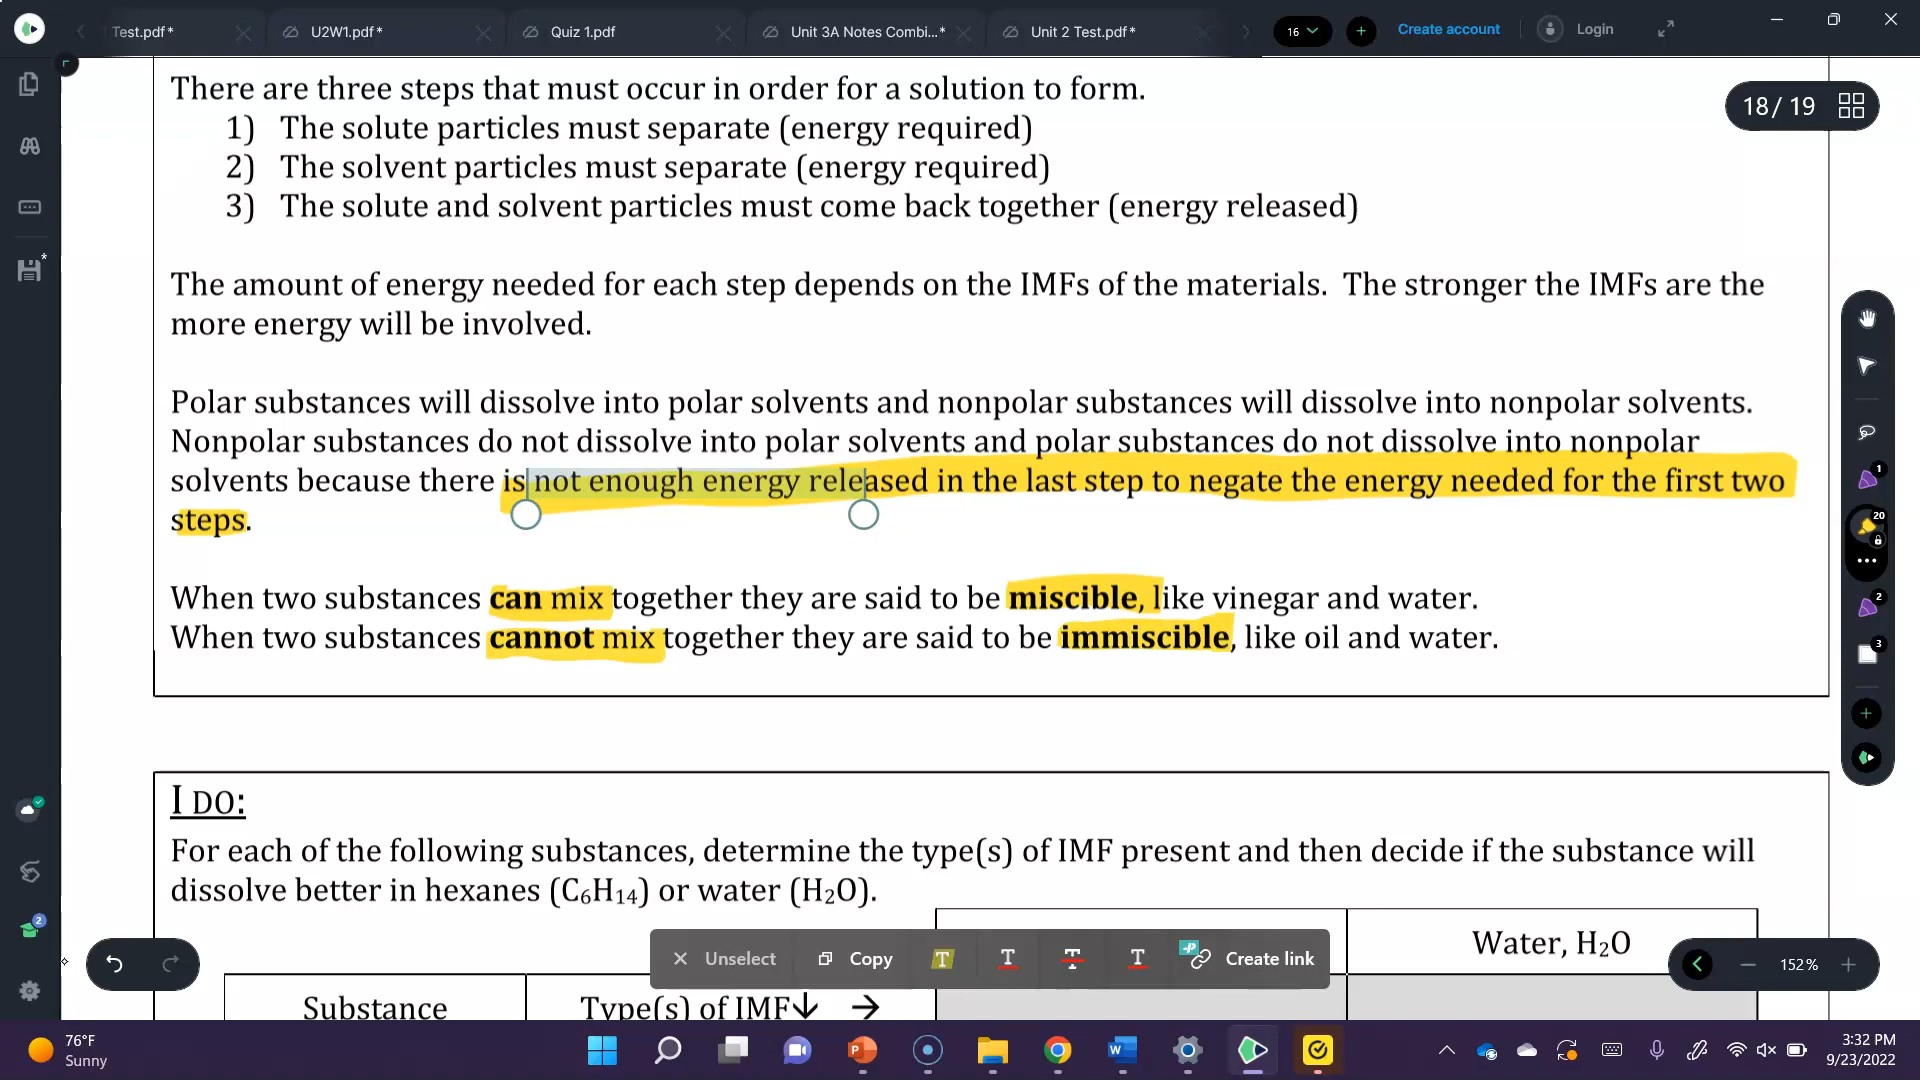 Test.pdf*
U2W1.pdf*
Quiz 1.pdf
Unit 3A Notes Combi...*
Unit 2 Test.pdf*
16
Create account
Login
18/ 19
There are three steps that must occur in order for a solution to form.
1) The solute particles must separate (energy required)
2) The solvent particles must separate (energy required)
3) The solute and solvent particles must come back together (energy released)
The amount of energy needed for each step depends on the IMFs of the materials. The stronger the IMFs are the
more energy will be involved.
Polar substances will dissolve into polar solvents and nonpolar substances will dissolve into nonpolar solvents.
Nonpolar substances do not dissolve into polar solvents and polar substances do not dissolve into nonpolar
solvents because there is not enough energy released in the last step to negate the energy needed for the first two
steps.
When two substances can mix together they are said to be miscible, like vinegar and water.
When two substances cannot mix together they are said to be immiscible, like oil and water.
1
20
2
3
I DO:
For each of the following substances, determine the type(s) of IMF present and then decide if the substance will
dissolve better in hexanes (C₆H₁₄) or water (H₂O).
Water, H₂O
Substance
Type(s) of IMF↓ →
2
Unselect
Copy
T
T
T
T
Create link
152%
76°F
Sunny
3:32 PM
9/23/2022